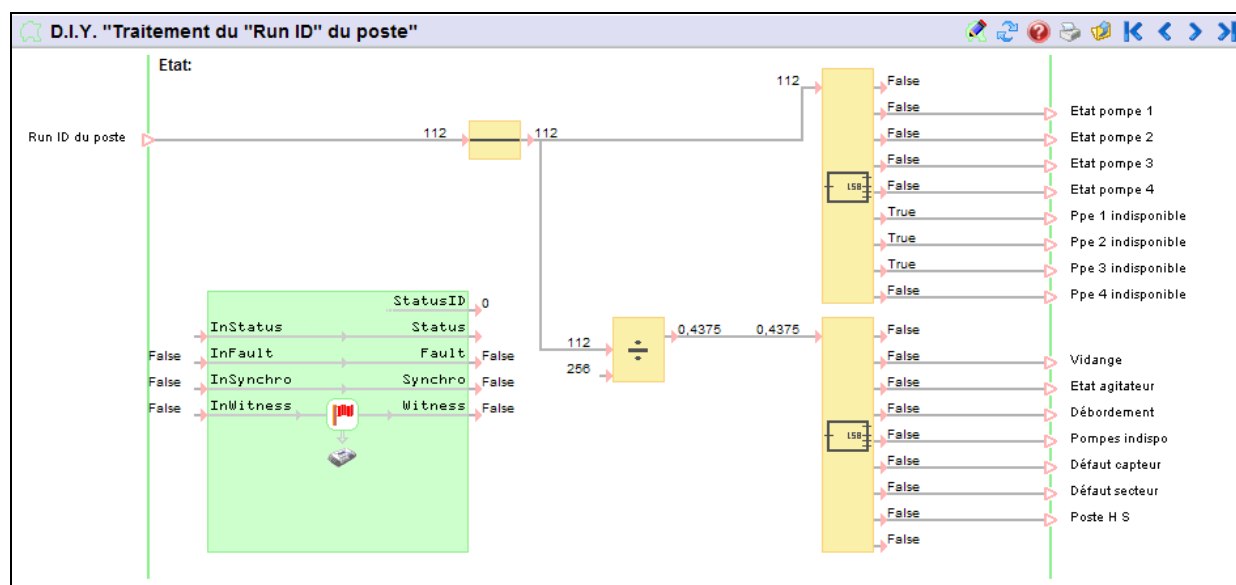 D.I.Y. "Traitement du "Run ID" du poste"
Etat:
Run ID du poste
112
112
112
False
False
Etat pompe 1
False
Etat pompe 2
False
Etat pompe 3
False
Etat pompe 4
LSB
True
Ppe 1 indisponible
True
Ppe 2 indisponible
True
Ppe 3 indisponible
False
Ppe 4 indisponible
StatusID
0
InStatus
Status
False
InFault
Fault
False
False
InSynchro
Synchro
False
False
InWitness
Witness
False
112
256
0,4375
0,4375
False
False
Vidange
False
Etat agitateur
False
Débordement
False
Pompes indispo
LSB
False
Défaut capteur
False
Défaut secteur
False
Poste H S
False